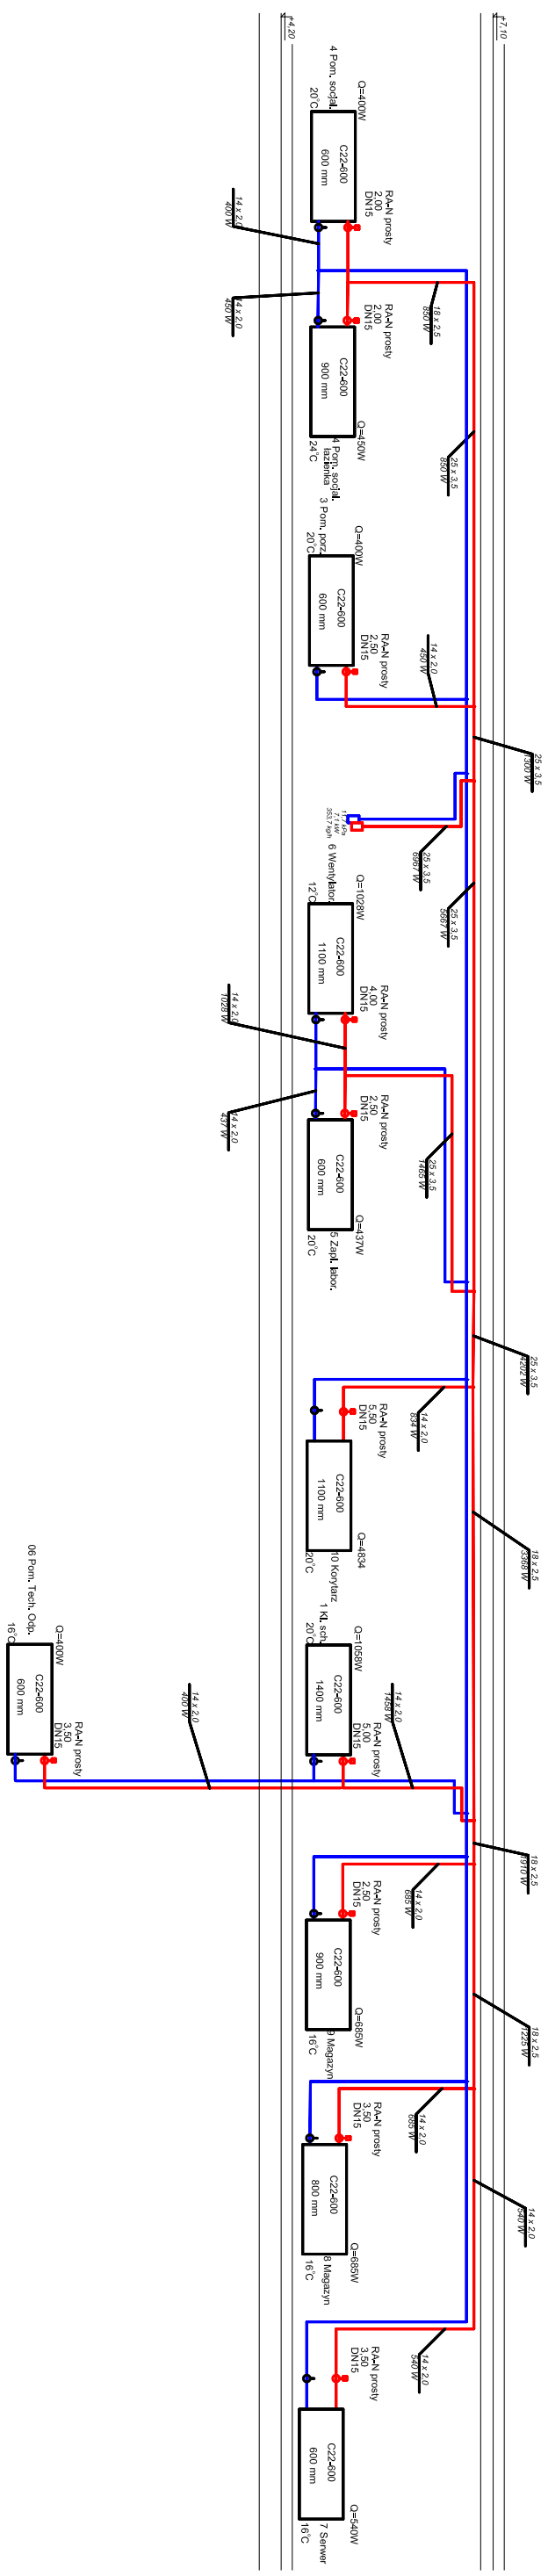 +7,10
+4,20
Q=400W
4 Pom. socjal.
20°C
C22-600
600 mm
RA-N prosty
2,00
DN15
14 x 2,0
400 W
14 x 2,0
450 W
RA-N prosty
2,00
DN15
18 x 2,5
850 W
C22-600
900 mm
Q=450W
4 Pom. socjal.
łazienka
24°C
25 x 3,5
850 W
Q=400W
3 Pom. porz.
20°C
C22-600
600 mm
RA-N prosty
2,50
DN15
14 x 2,0
450 W
25 x 3,5
1300 W
11,7 kPa
7,1 kW
353,7 kg/h
25 x 3,5
6967 W
25 x 3,5
5667 W
Q=1028W
6 Wentylator.
12°C
C22-600
1100 mm
RA-N prosty
4,00
DN15
14 x 2,0
1028 W
14 x 2,0
437 W
RA-N prosty
2,50
DN15
25 x 3,5
1465 W
C22-600
600 mm
Q=437W
5 Zapl. labor.
20°C
25 x 3,5
4202 W
14 x 2,0
834 W
RA-N prosty
5,50
DN15
C22-600
1100 mm
Q=4834
10 Korytarz
20°C
18 x 2,5
3368 W
Q=1058W
1 Kl. sch.
20°C
C22-600
1400 mm
RA-N prosty
5,00
DN15
14 x 2,0
1458 W
14 x 2,0
400 W
Q=400W
06 Pom. Tech. Odp.
16°C
C22-600
600 mm
RA-N prosty
3,50
DN15
18 x 2,5
1910 W
14 x 2,0
685 W
RA-N prosty
2,50
DN15
C22-600
900 mm
Q=685W
9 Magazyn
16°C
18 x 2,5
1225 W
14 x 2,0
685 W
RA-N prosty
3,50
DN15
C22-600
800 mm
Q=685W
8 Magazyn
16°C
14 x 2,0
540 W
14 x 2,0
540 W
RA-N prosty
3,50
DN15
C22-600
600 mm
Q=540W
7 Serwer
16°C